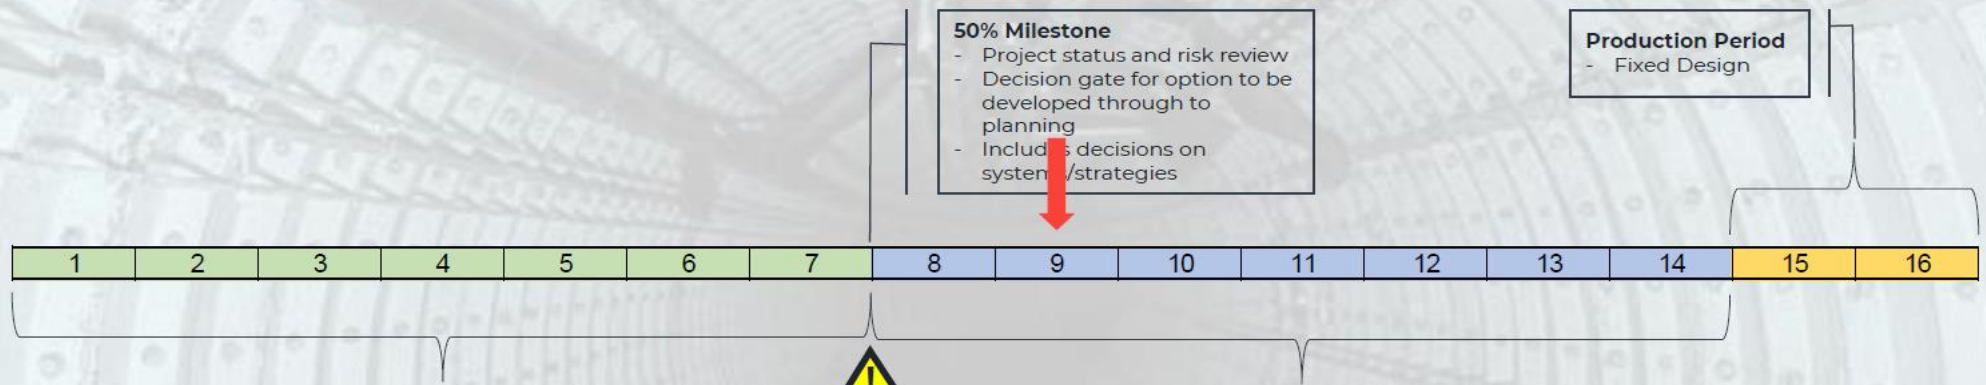 50% Milestone
- Project status and risk review
- Decision gate for option to be
developed through to
planning
- Includes decisions on
systems/strategies
Production Period
- Fixed Design
1 2 3 4 5 6 7 8 9 10 11 12 13 14 15 16
!